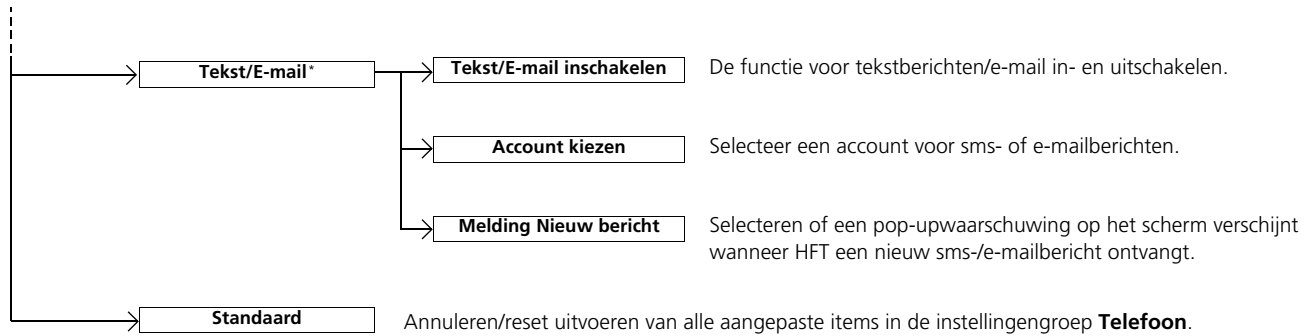 Tekst/E-mail*
Tekst/E-mail inschakelen
De functie voor tekstberichten/e-mail in- en uitschakelen.
Account kiezen
Selecteer een account voor sms- of e-mailberichten.
Melding Nieuw bericht
Selecteren of een pop-upwaarschuwing op het scherm verschijnt
wanneer HFT een nieuw sms-/e-mailbericht ontvangt.
Standaard
Annuleren/reset uitvoeren van alle aangepaste items in de instellingengroep Telefoon.